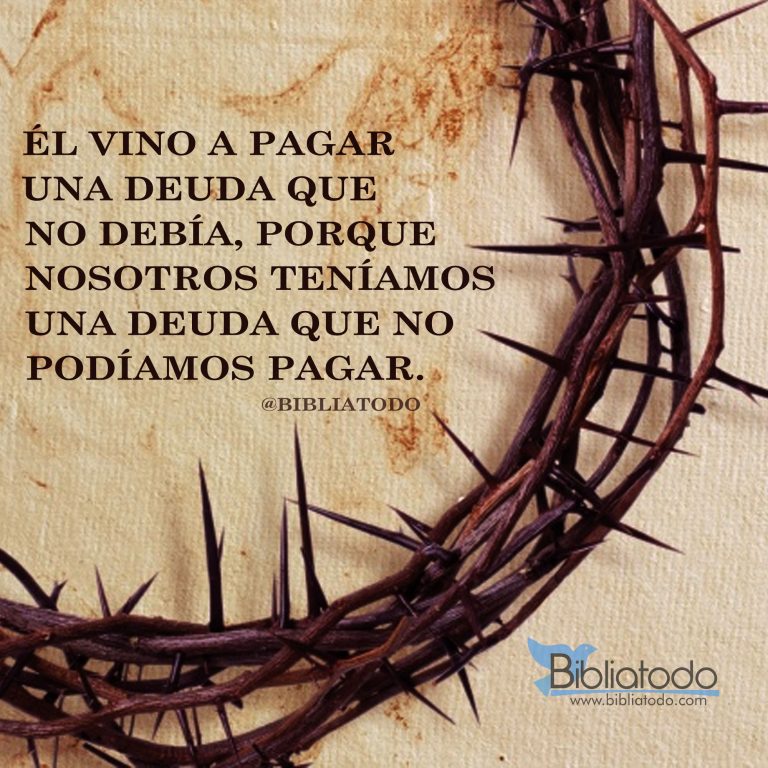 ÉL VINO A PAGAR
UNA DEUDA QUE
NO DEBÍA, PORQUE
NOSOTROS TENÍAMOS
UNA DEUDA QUE NO
PODÍAMOS PAGAR.
@BIBLIATODO
Bibliatodo
www.bibliatodo.com